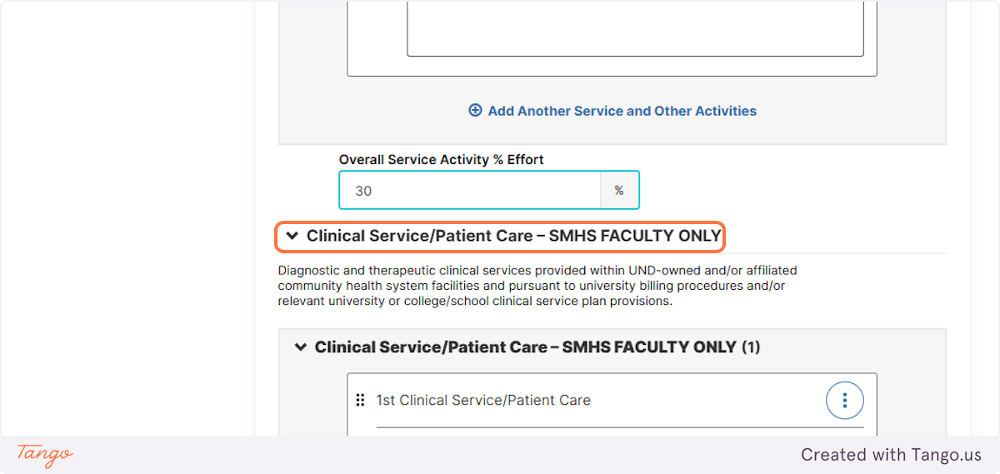 Add Another Service and Other Activities
Overall Service Activity % Effort
30 %
Clinical Service/Patient Care – SMHS FACULTY ONLY
Diagnostic and therapeutic clinical services provided within UND-owned and/or affiliated
community health system facilities and pursuant to university billing procedures and/or
relevant university or college/school clinical service plan provisions.
Clinical Service/Patient Care – SMHS FACULTY ONLY (1)
1st Clinical Service/Patient Care
Tango
Created with Tango.us